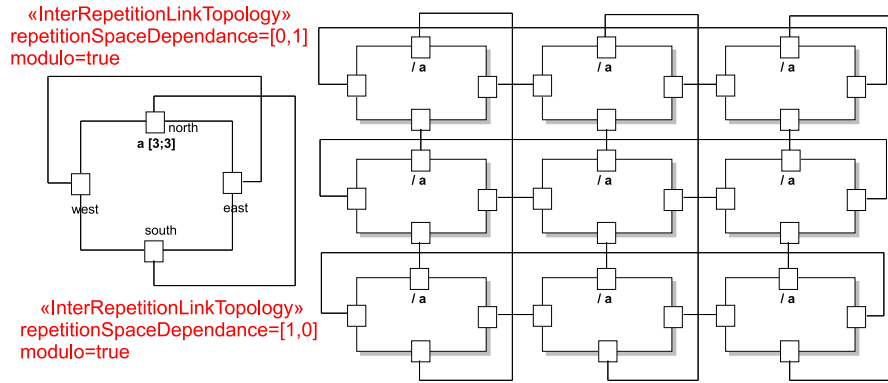 «InterRepetitionLinkTopology»
repetitionSpaceDependance=[0,1]
modulo=true
north
a [3;3]
west
east
south
«InterRepetitionLinkTopology»
repetitionSpaceDependance=[1,0]
modulo=true
/ a
/ a
/ a
/ a
/ a
/ a
/ a
/ a
/ a